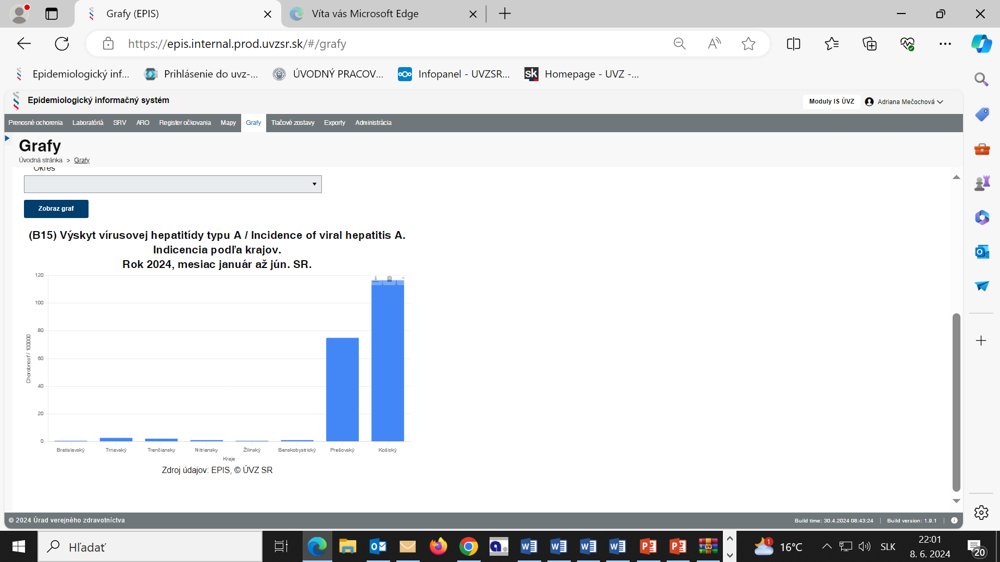 Grafy (EPIS)
Víta vás Microsoft Edge
https://epis.internal.prod.uvzsr.sk/#/grafy
Epidemiologický inf...
Prihlásenie do uvz-...
ÚVODNÝ PRACOV...
Infopanel - UVZSR...
sk
Homepage - UVZ -...
Epidemiologický informačný systém
Moduly IS ÚVZ
Adriana Mečochová
Prenosné ochorenia
Laboratóriá
SRV
ARO
Register očkovania
Mapy
Grafy
Tlačové zostavy
Exporty
Administrácia
Grafy
Úvodná stránka > Grafy
Okres
Zobraz graf
(B15) Výskyt vírusovej hepatitídy typu A / Incidence of viral hepatitis A.
Indicencia podľa krajov.
Rok 2024, mesiac január až jún. SR.
120
100
80
60
40
20
0
Chorobnosť / 100000
Bratislavský
Trnavský
Trenčiansky
Nitriansky
Žilinský
Banskobystrický
Prešovský
Košický
Kraje
Zdroj údajov: EPIS, © ÚVZ SR
© 2024 Úrad verejného zdravotníctva
Build time: 30.4.2024 08:43:24
Build version: 1.9.1
Hľadať
1
16°C
SLK
22:01
8. 6. 2024
20